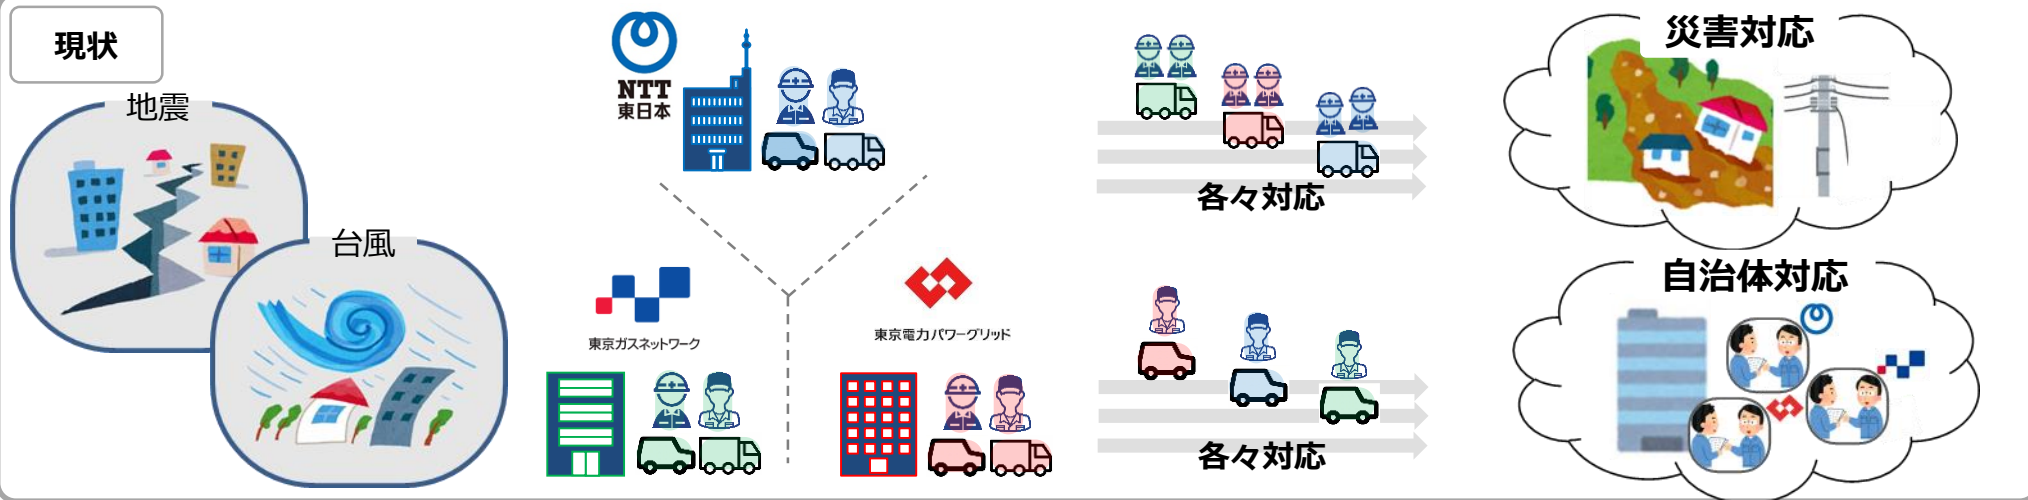 現状
地震
台風
NTT
東日本
東京ガスネットワーク
東京電力パワーグリッド
各々対応
各々対応
災害対応
自治体対応